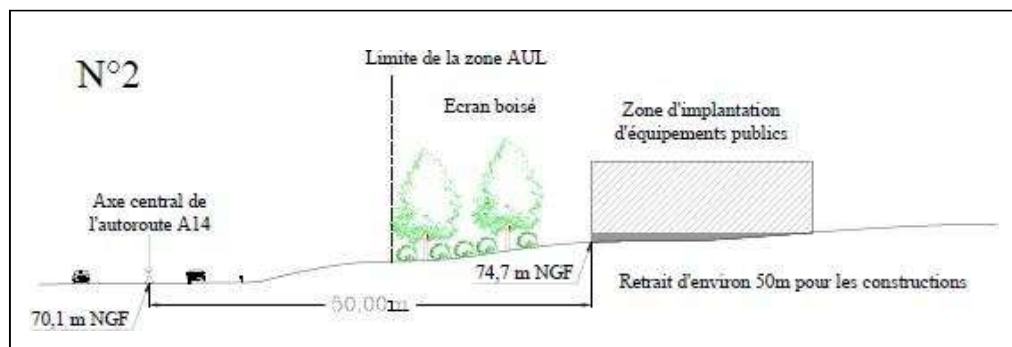 N°2
Limite de la zone AUL
Ecran boisé
Zone d'implantation
d'équipements publics
Axe central de
l'autoroute A14
74,7 m NGF
Retrait d'environ 50m pour les constructions
50,00m
70,1 m NGF